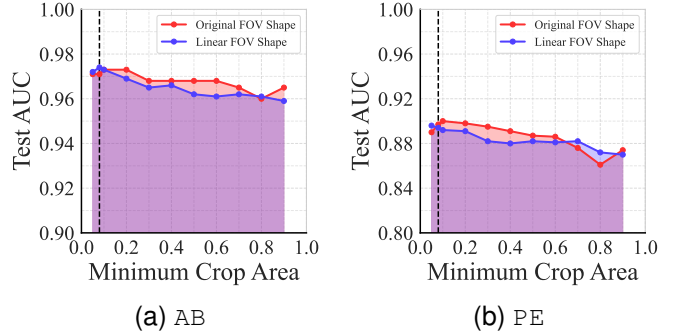 1.00
0.98
0.96
0.94
0.92
0.90
Test AUC
Original FOV Shape
Linear FOV Shape
0.0 0.2 0.4 0.6 0.8 1.0
Minimum Crop Area
(a) AB
1.00
0.96
0.92
0.88
0.84
0.80
Test AUC
Original FOV Shape
Linear FOV Shape
0.0 0.2 0.4 0.6 0.8 1.0
Minimum Crop Area
(b) PE